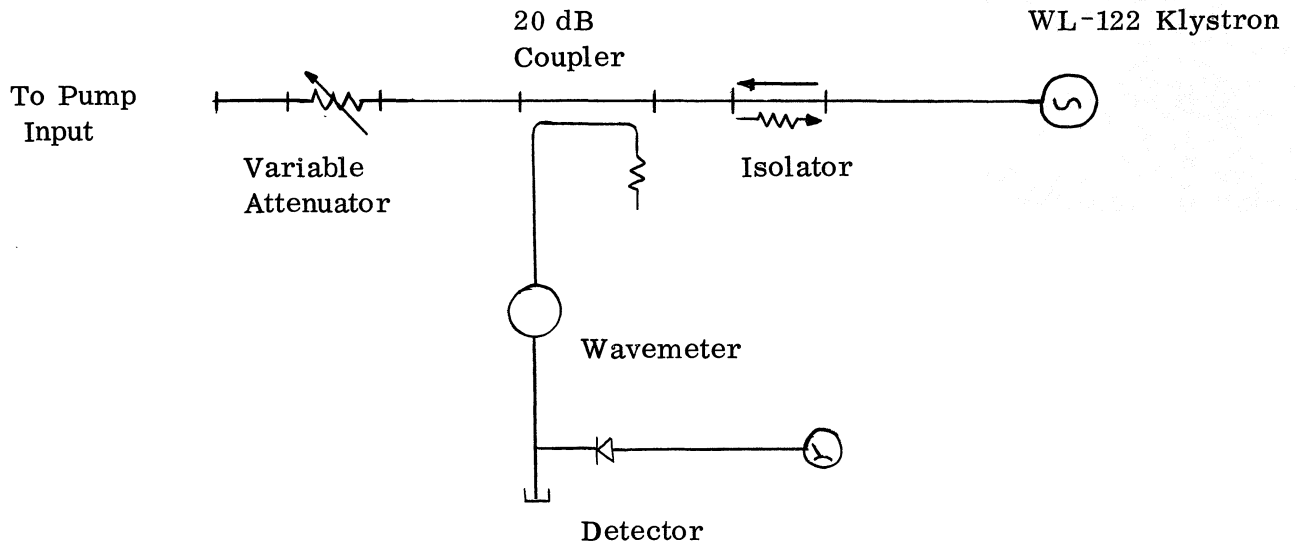 20 dB
Coupler
WL-122 Klystron
To Pump
Input
Variable
Attenuator
Isolator
Wavemeter
Detector